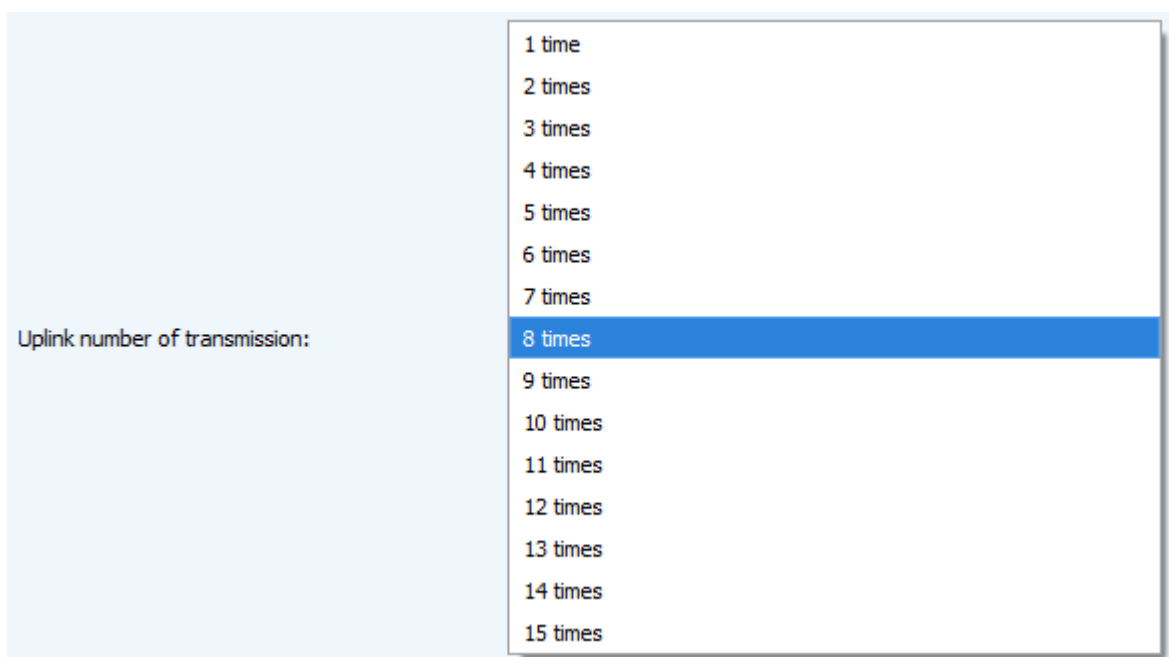 1 time
2 times
3 times
4 times
5 times
6 times
7 times
Uplink number of transmission: 8 times
9 times
10 times
11 times
12 times
13 times
14 times
15 times